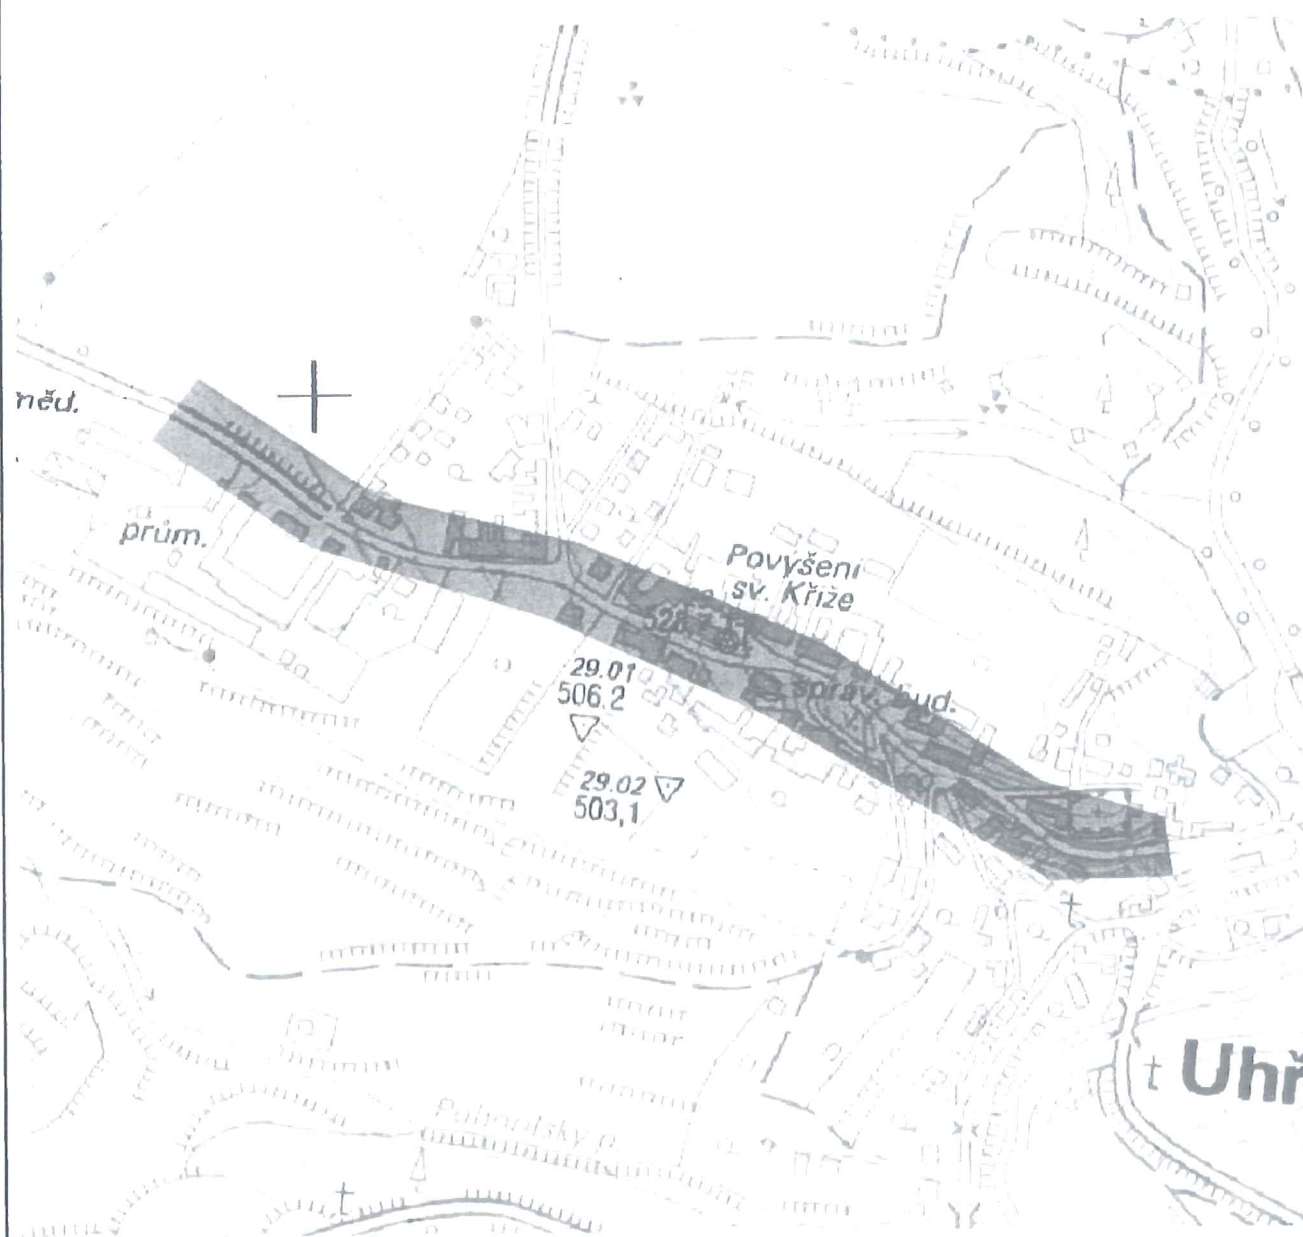 něd.
prům.
Povýšení
sv. Kříže
správ. bud.
29.01
506.2
29.02
503,1
Uhř